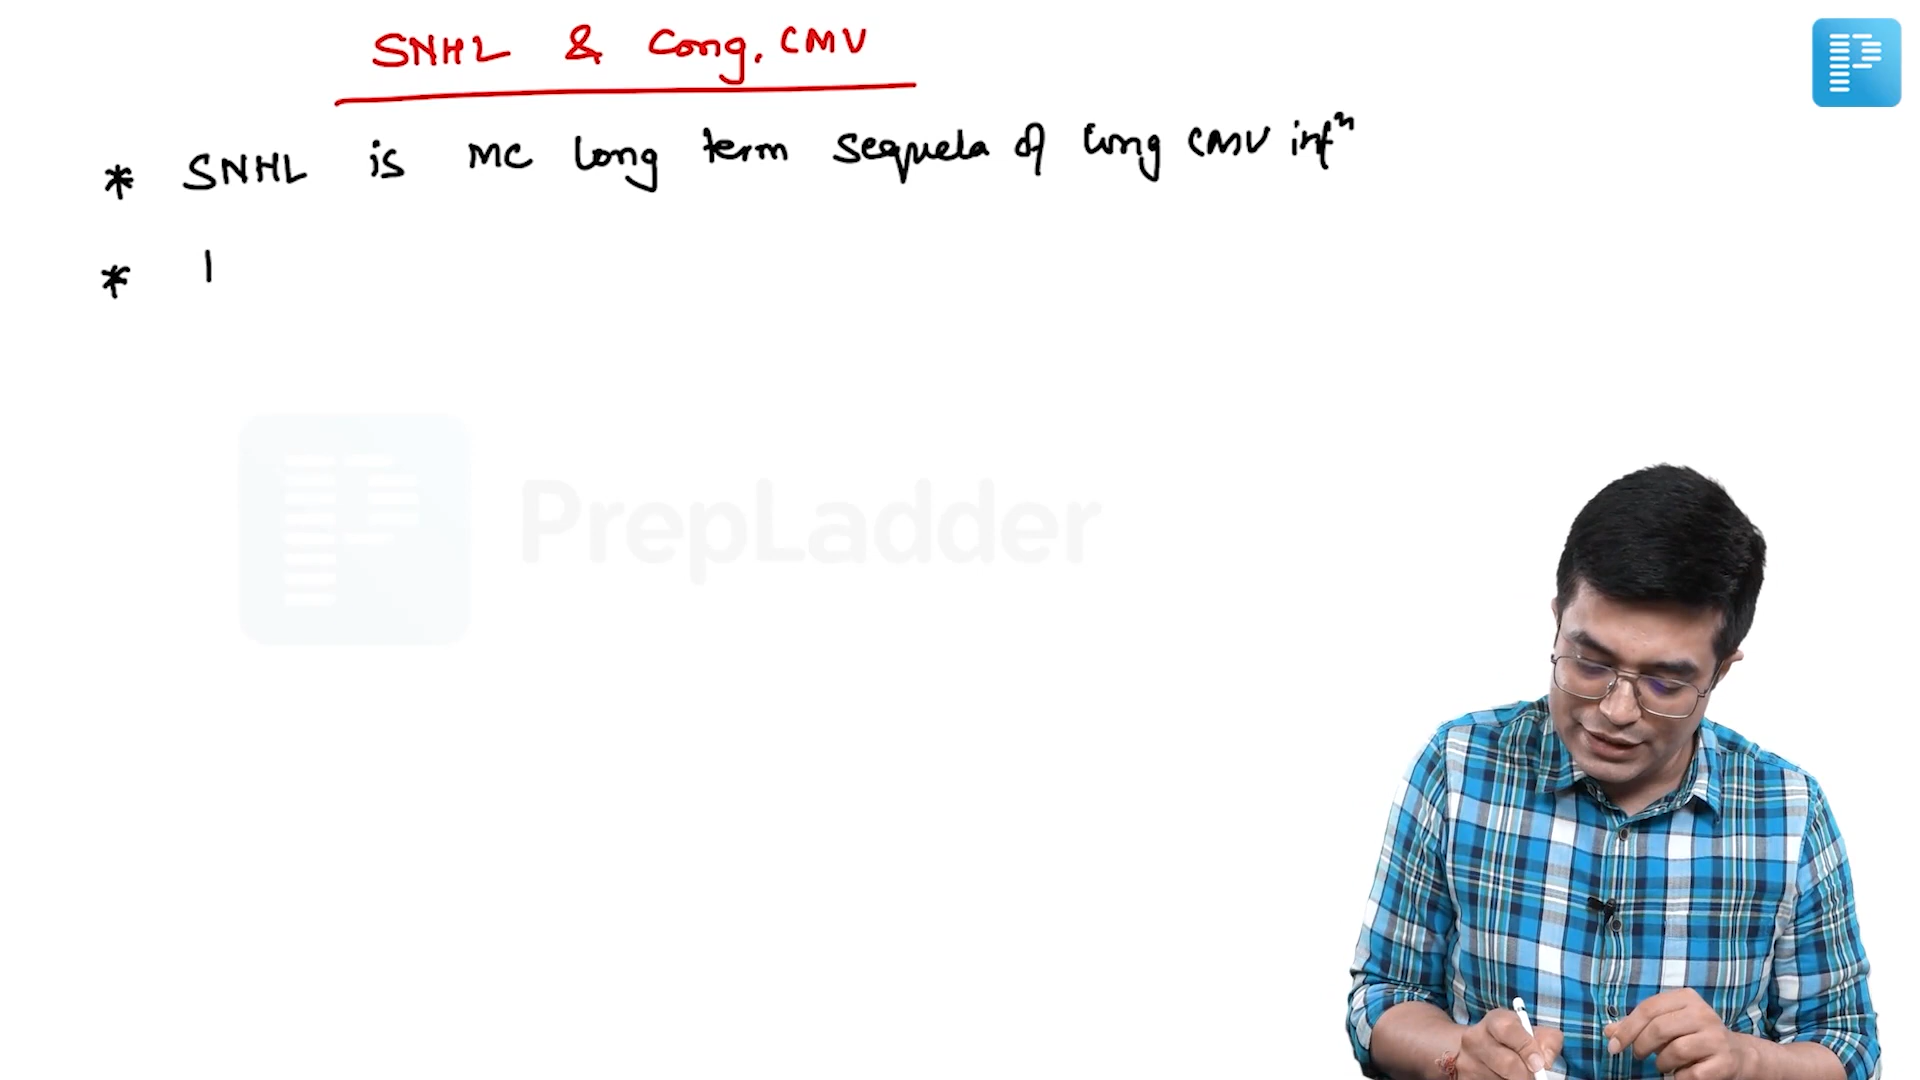 SNHL & Cong. CMV
* SNHL is MC long term sequela of Cong CMV infⁿ
* I
PrepLadder